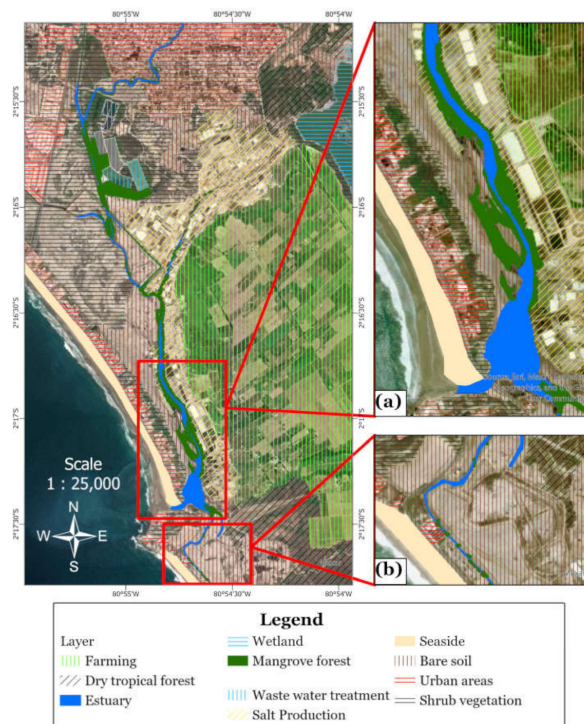 80°55'W 80°54'30"W 80°54'W
2°15'30"S 2°15'30"S
2°16'S 2°16'S
2°16'30"S 2°16'30"S
2°17'S 2°17'S
2°17'30"S 2°17'30"S
Scale
1 : 25,000
N
W E
S
80°55'W 80°54'30"W 80°54'W
(a)
(b)
Legend
Layer
Farming
Dry tropical forest
Estuary
Wetland
Mangrove forest
Waste water treatment
Salt Production
Seaside
Bare soil
Urban areas
Shrub vegetation